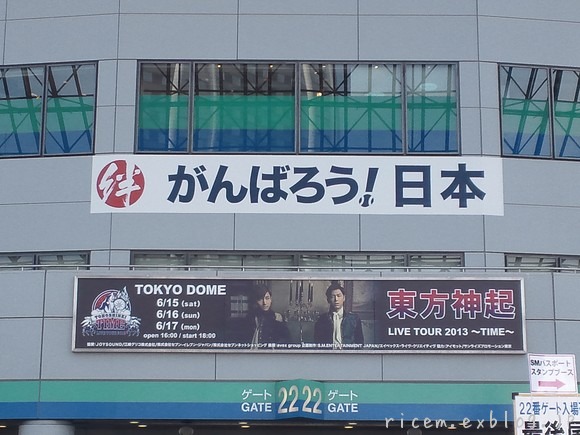 絆 がんばろう!日本
TOHOSHINKI
TIME
TOKYO DOME
6/15 (sat)
6/16 (sun)
6/17 (mon)
open 16:00 / start 18:00
東方神起
LIVE TOUR 2013 ~TIME~
ゲート
GATE
22 22
ゲート
GATE
SMパスポート
スタンプブース
22番ゲート入場
ricem.exblog.jp